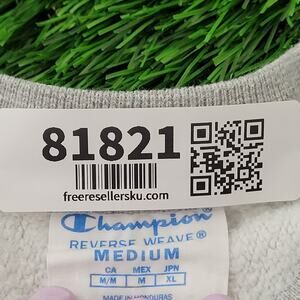 81821
freeresellersku.com
Champion
REVERSE WEAVE®
MEDIUM
CA MEX JPN
M/M M XL
MADE IN HONDURAS